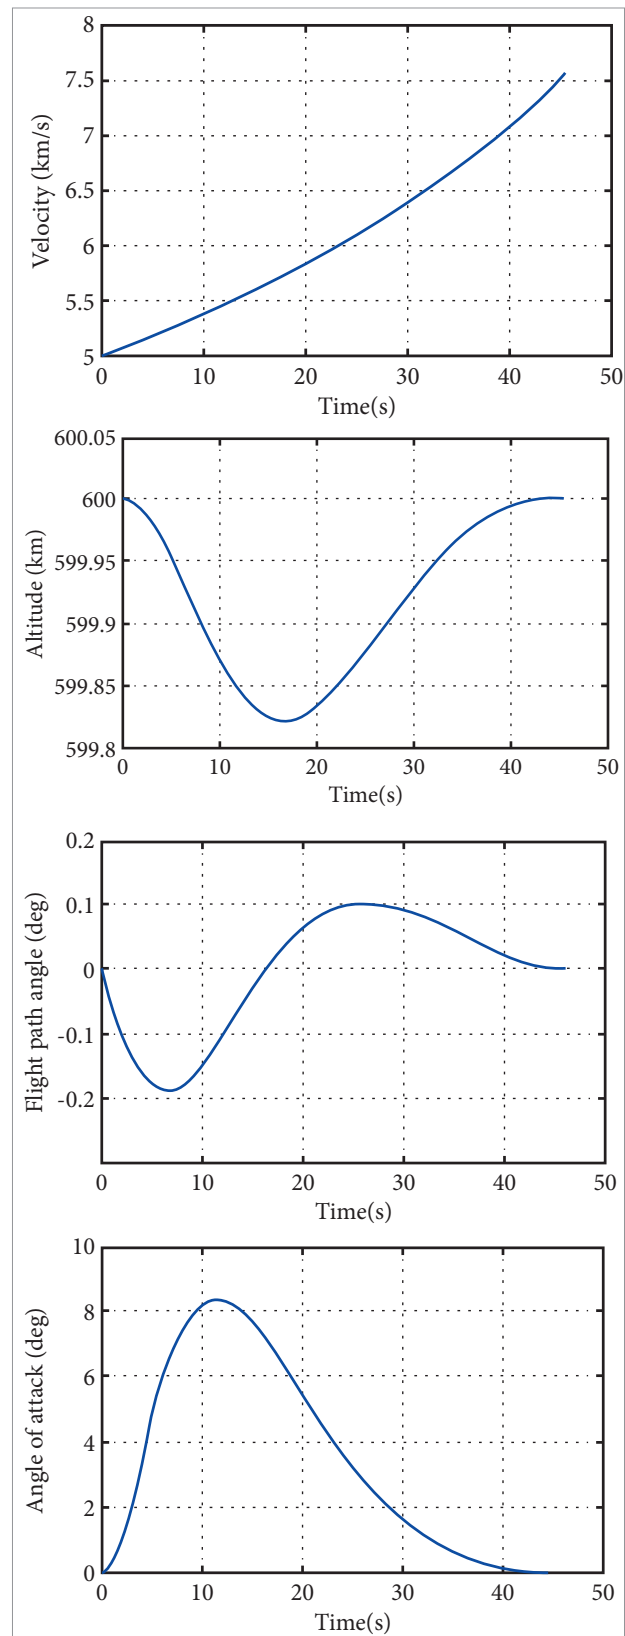 8
7.5
7
6.5
6
5.5
5
Velocity (km/s)
0 10 20 30 40 50
Time(s)
600.05
600
599.95
599.9
599.85
599.8
Altitude (km)
0 10 20 30 40 50
Time(s)
0.2
0.1
0
-0.1
-0.2
Flight path angle (deg)
0 10 20 30 40 50
Time(s)
10
8
6
4
2
0
Angle of attack (deg)
0 10 20 30 40 50
Time(s)